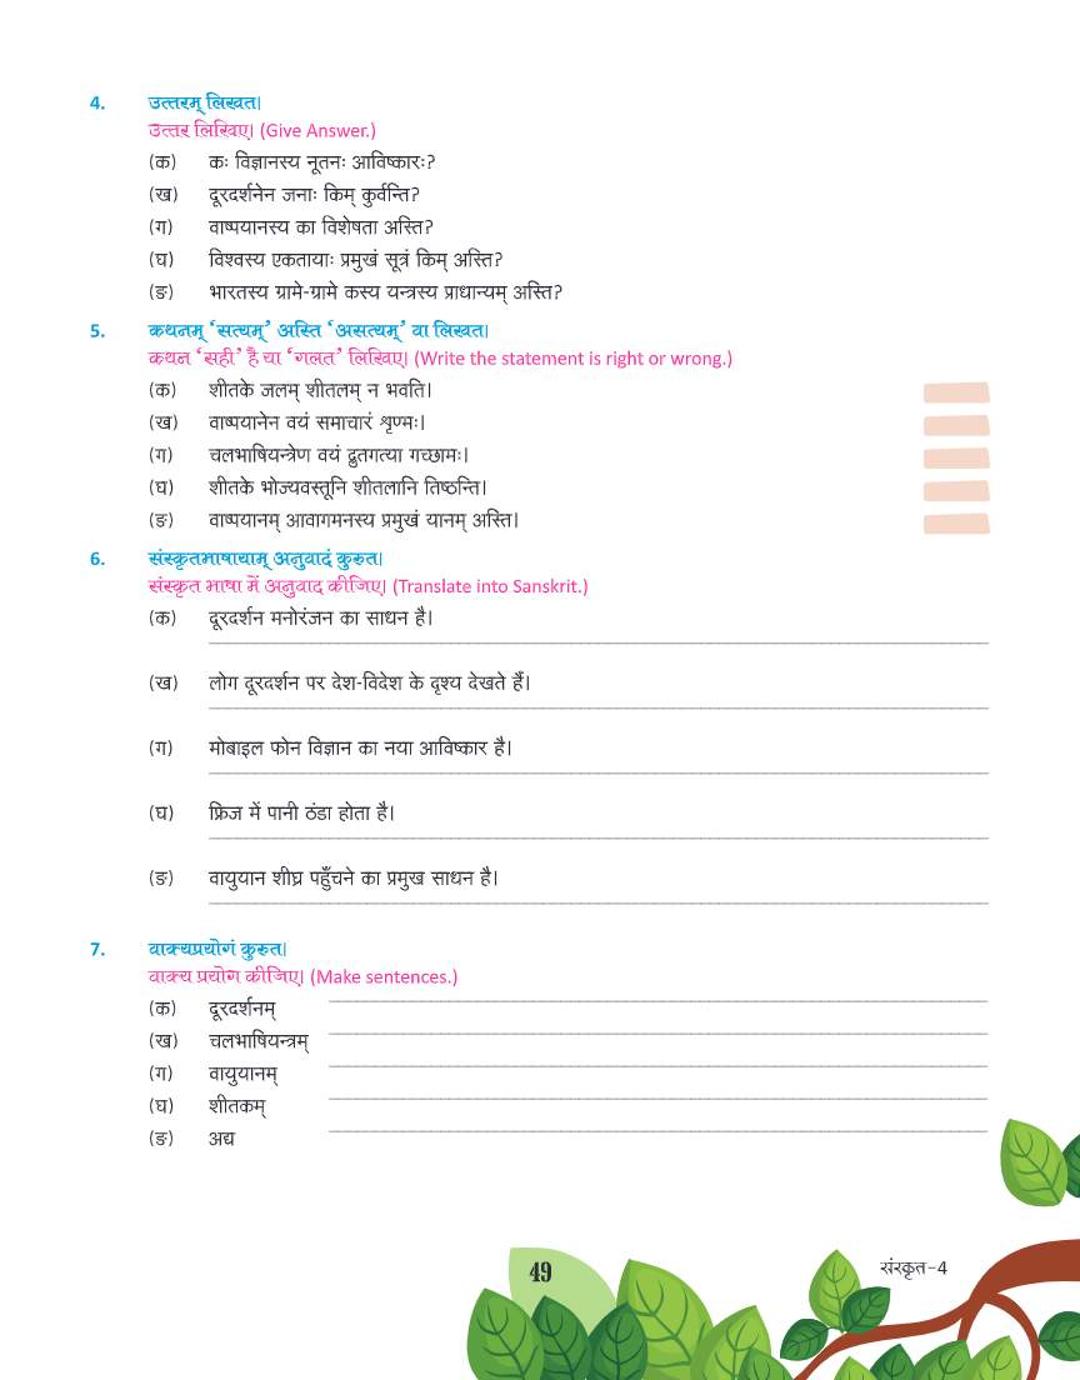 4. उत्तरम् लिखत।
उत्तर लिखिए। (Give Answer.)
(क) कः विज्ञानस्य नूतनः आविष्कारः?
(ख) दूरदर्शनेन जनाः किम् कुर्वन्ति?
(ग) वाष्पयानस्य का विशेषता अस्ति?
(घ) विश्वस्य एकतायाः प्रमुखं सूत्रं किम् अस्ति?
(ङ) भारतस्य ग्रामे-ग्रामे कस्य यन्त्रस्य प्राधान्यम् अस्ति?
5. कथनम् ‘सत्यम्’ अस्ति ‘असत्यम्’ वा लिखत।
कथन ‘सही’ है या ‘गलत’ लिखिए। (Write the statement is right or wrong.)
(क) शीतके जलम् शीतलम् न भवति।
(ख) वाष्पयानेन वयं समाचारं शृण्मः।
(ग) चलभाषियन्त्रेण वयं द्रुतगत्या गच्छामः।
(घ) शीतके भोज्यवस्तूनि शीतलानि तिष्ठन्ति।
(ङ) वाष्पयानम् आवागमनस्य प्रमुखं यानम् अस्ति।
6. संस्कृतभाषायाम् अनुवादं कुरुत।
संस्कृत भाषा में अनुवाद कीजिए। (Translate into Sanskrit.)
(क) दूरदर्शन मनोरंजन का साधन है।
(ख) लोग दूरदर्शन पर देश-विदेश के दृश्य देखते हैं।
(ग) मोबाइल फोन विज्ञान का नया आविष्कार है।
(घ) फ्रिज में पानी ठंडा होता है।
(ङ) वायुयान शीघ्र पहुँचने का प्रमुख साधन है।
7. वाक्यप्रयोगं कुरुत।
वाक्य प्रयोग कीजिए। (Make sentences.)
(क) दूरदर्शनम्
(ख) चलभाषियन्त्रम्
(ग) वायुयानम्
(घ) शीतकम्
(ङ) अद्य
49
संस्कृत-4